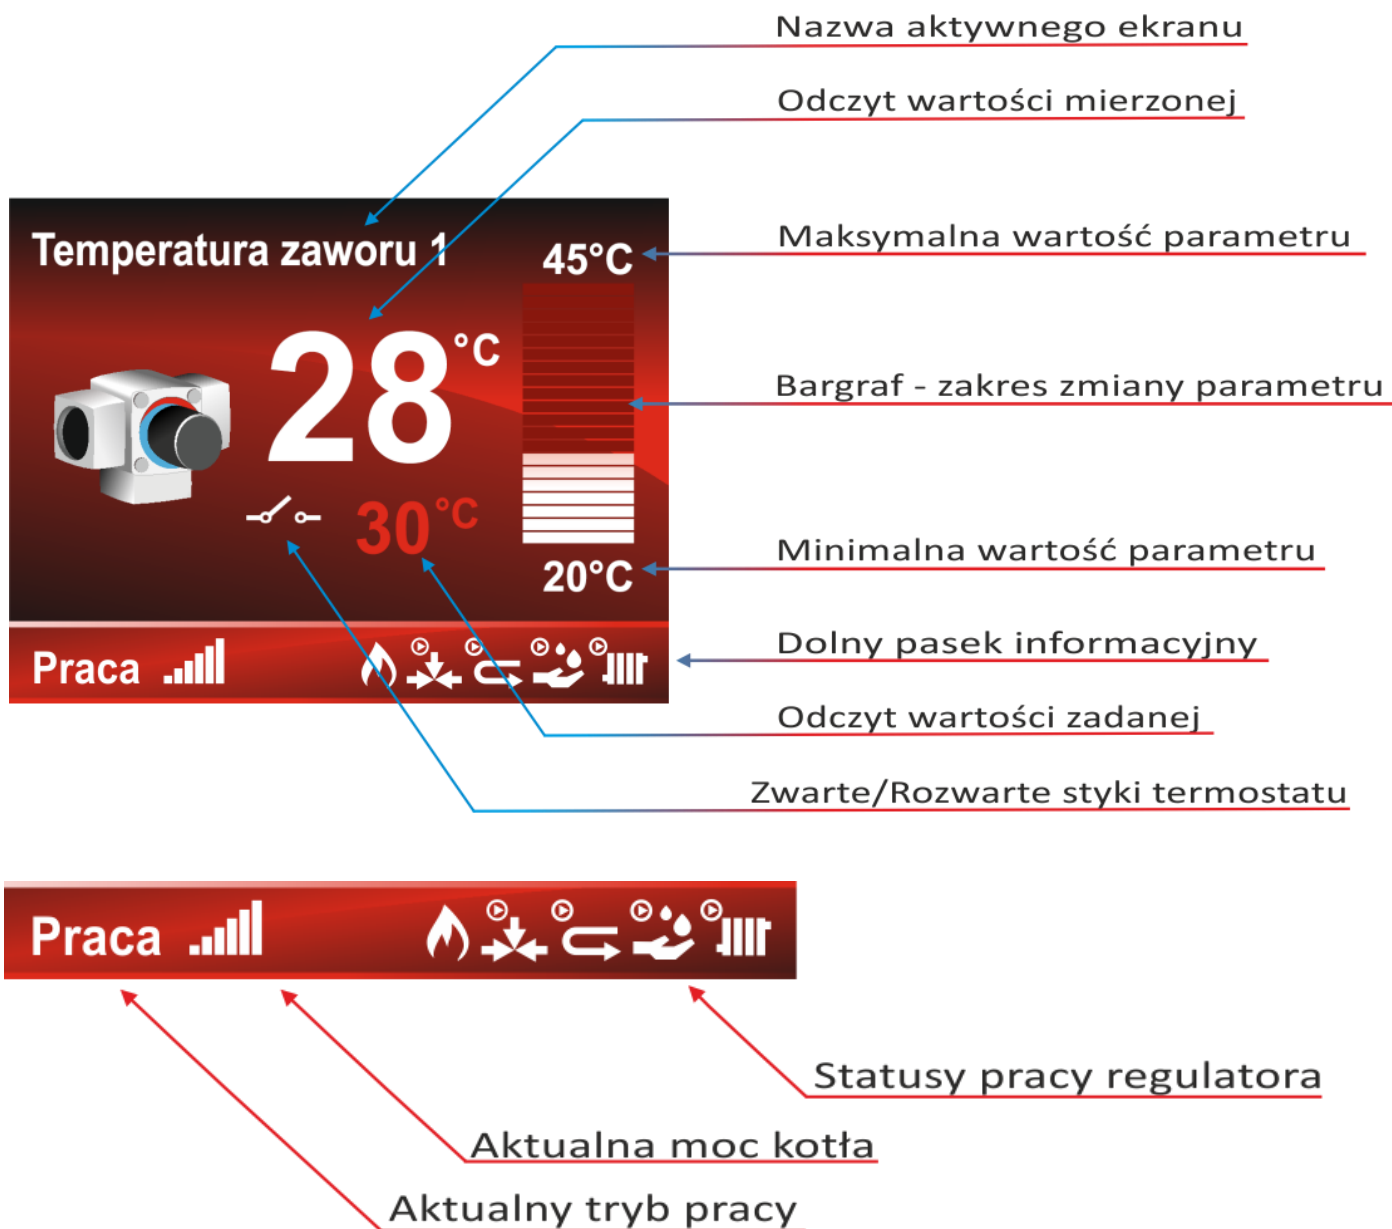 Nazwa aktywnego ekranu
Odczyt wartości mierzonej
Temperatura zaworu 1
45°C
Maksymalna wartość parametru
28°C
Bargraf - zakres zmiany parametru
30°C
Minimalna wartość parametru
20°C
Praca
Dolny pasek informacyjny
Odczyt wartości zadanej
Zwarte/Rozwarte styki termostatu
Praca
Statusy pracy regulatora
Aktualna moc kotła
Aktualny tryb pracy